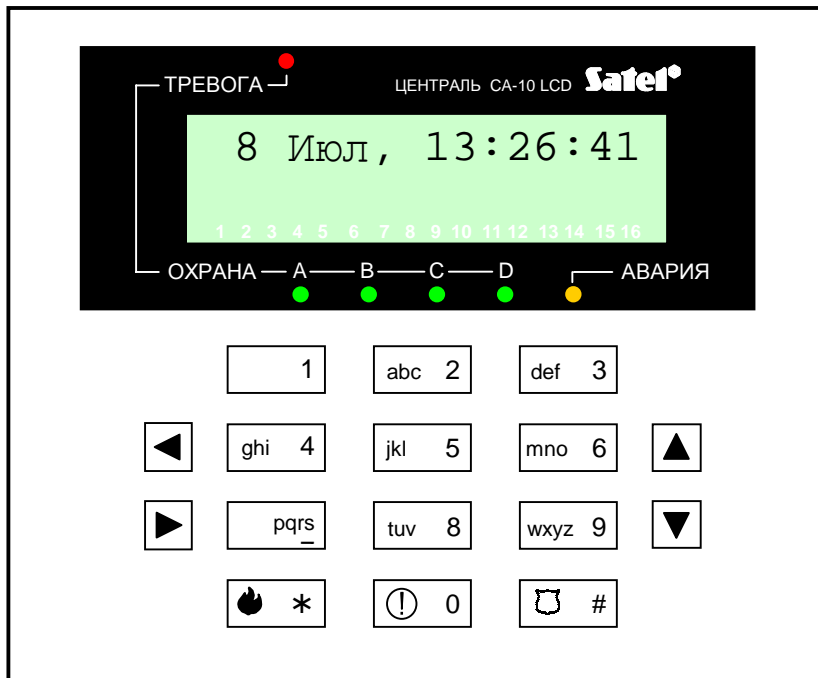 ТРЕВОГА
ЦЕНТРАЛЬ CA-10 LCD Satel®
8 Июл, 13:26:41
1 2 3 4 5 6 7 8 9 10 11 12 13 14 15 16
ОХРАНА A B C D АВАРИЯ
1 abc 2 def 3
ghi 4 jkl 5 mno 6
pqrs tuv 8 wxyz 9
* 0 #